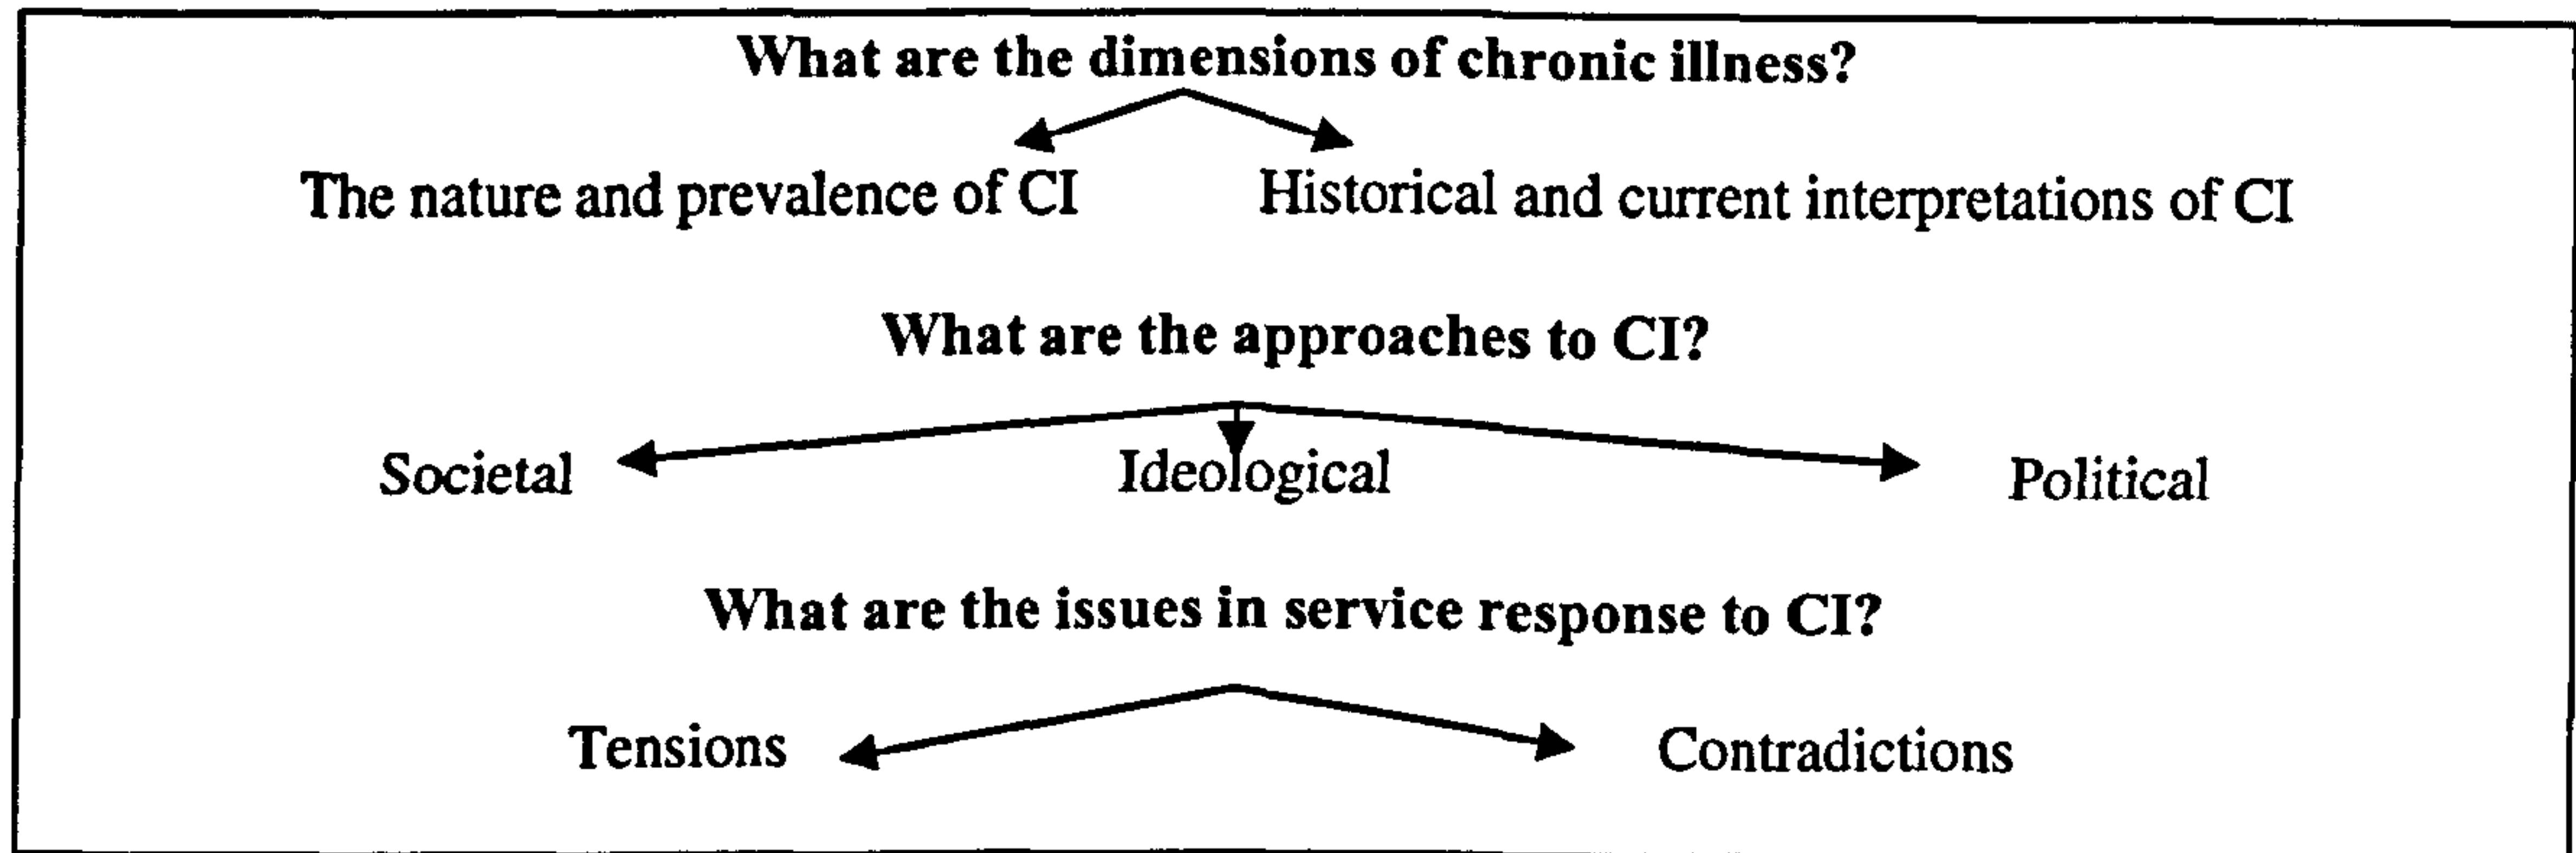 What are the dimensions of chronic illness?
The nature and prevalence of CI Historical and current interpretations of CI
What are the approaches to CI?
Societal Ideological Political
What are the issues in service response to CI?
Tensions Contradictions